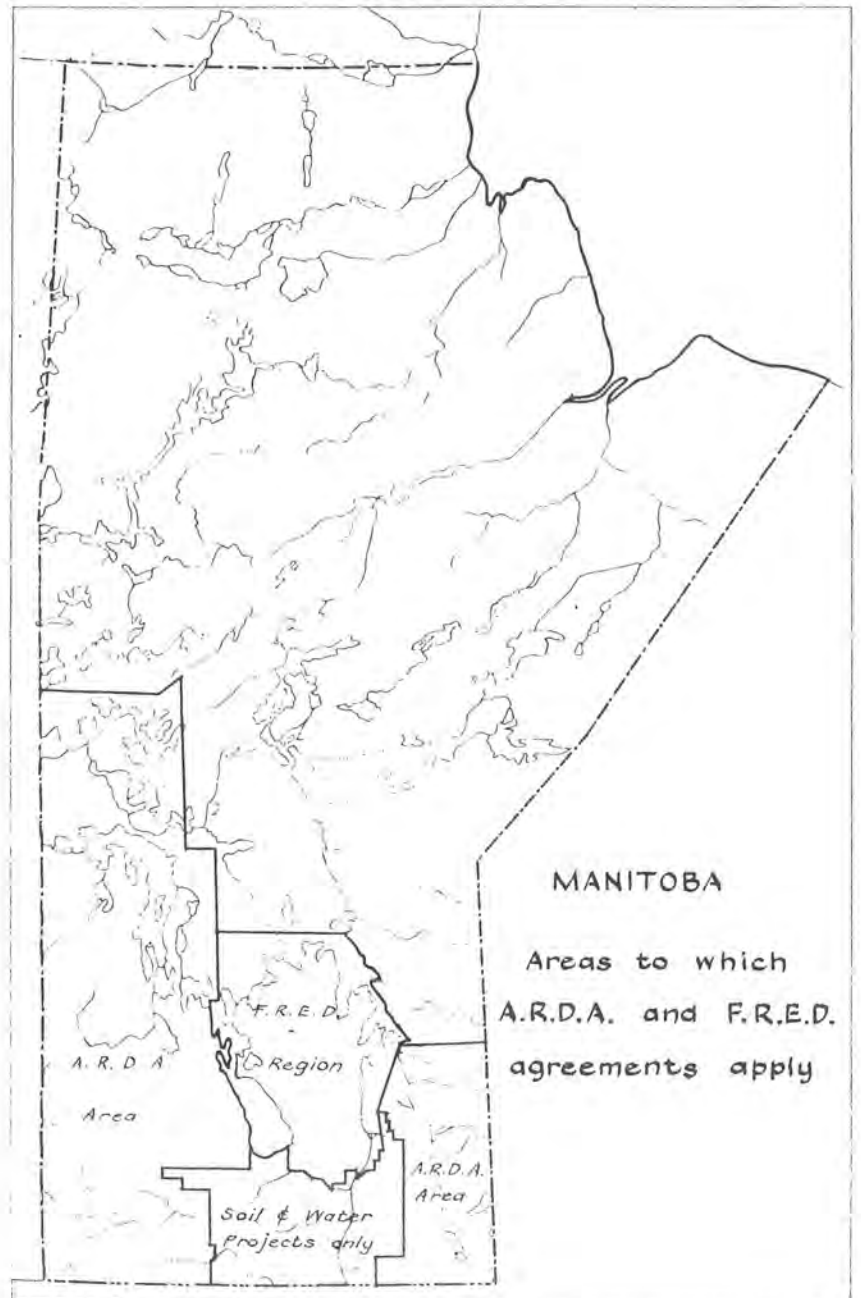 MANITOBA
Areas to which
A.R.D.A. and F.R.E.D.
agreements apply
F.R.E.D.
Region
A.R.D.A
Area
A.R.D.A.
Area
Soil & Water
Projects only